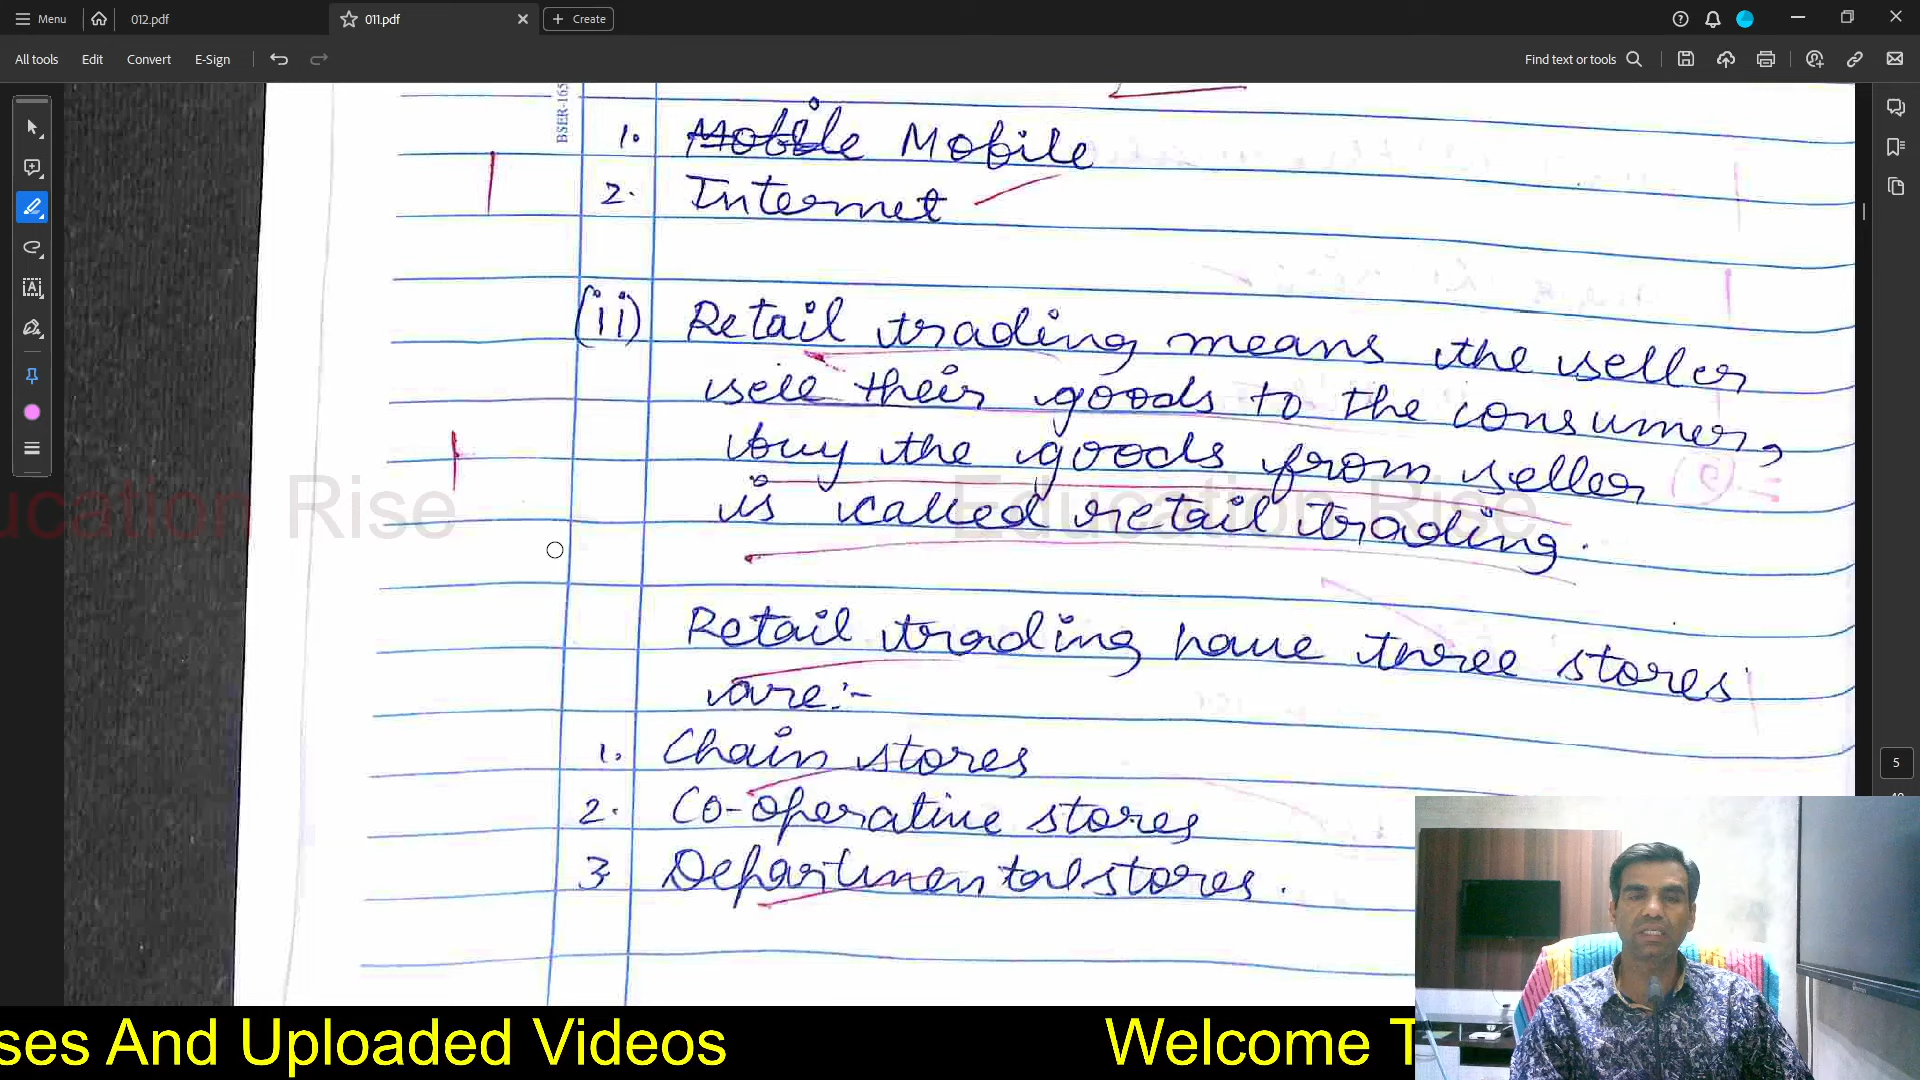 Menu 012.pdf 011.pdf Create
All tools Edit Convert E-Sign Find text or tools
BSER-165
1. Mobile Mobile
2. Internet
(ii) Retail trading means the seller
sell their goods to the consumer,
buy the goods from seller
is called retail trading.
ucation Rise Education Rise
Retail trading have three stores
are:-
1. Chain stores
2. Co-operative stores
3 Departmental stores.
5
ses And Uploaded Videos Welcome T